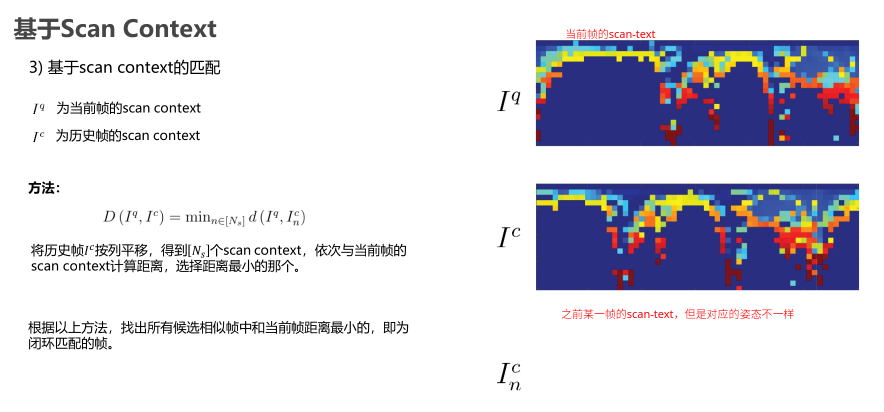 基于Scan Context
3) 基于scan context的匹配
I^q 为当前帧的scan context
I^c 为历史帧的scan context
方法：
D (I^q, I^c) = min_{n∈[N_s]} d (I^q, I^c_n)
将历史帧I^c按列平移，得到[N_s]个scan context，依次与当前帧的
scan context计算距离，选择距离最小的那个。
根据以上方法，找出所有候选相似帧中和当前帧距离最小的，即为
闭环匹配的帧。
当前帧的scan-text
I^q
I^c
之前某一帧的scan-text，但是对应的姿态不一样
I^c_n